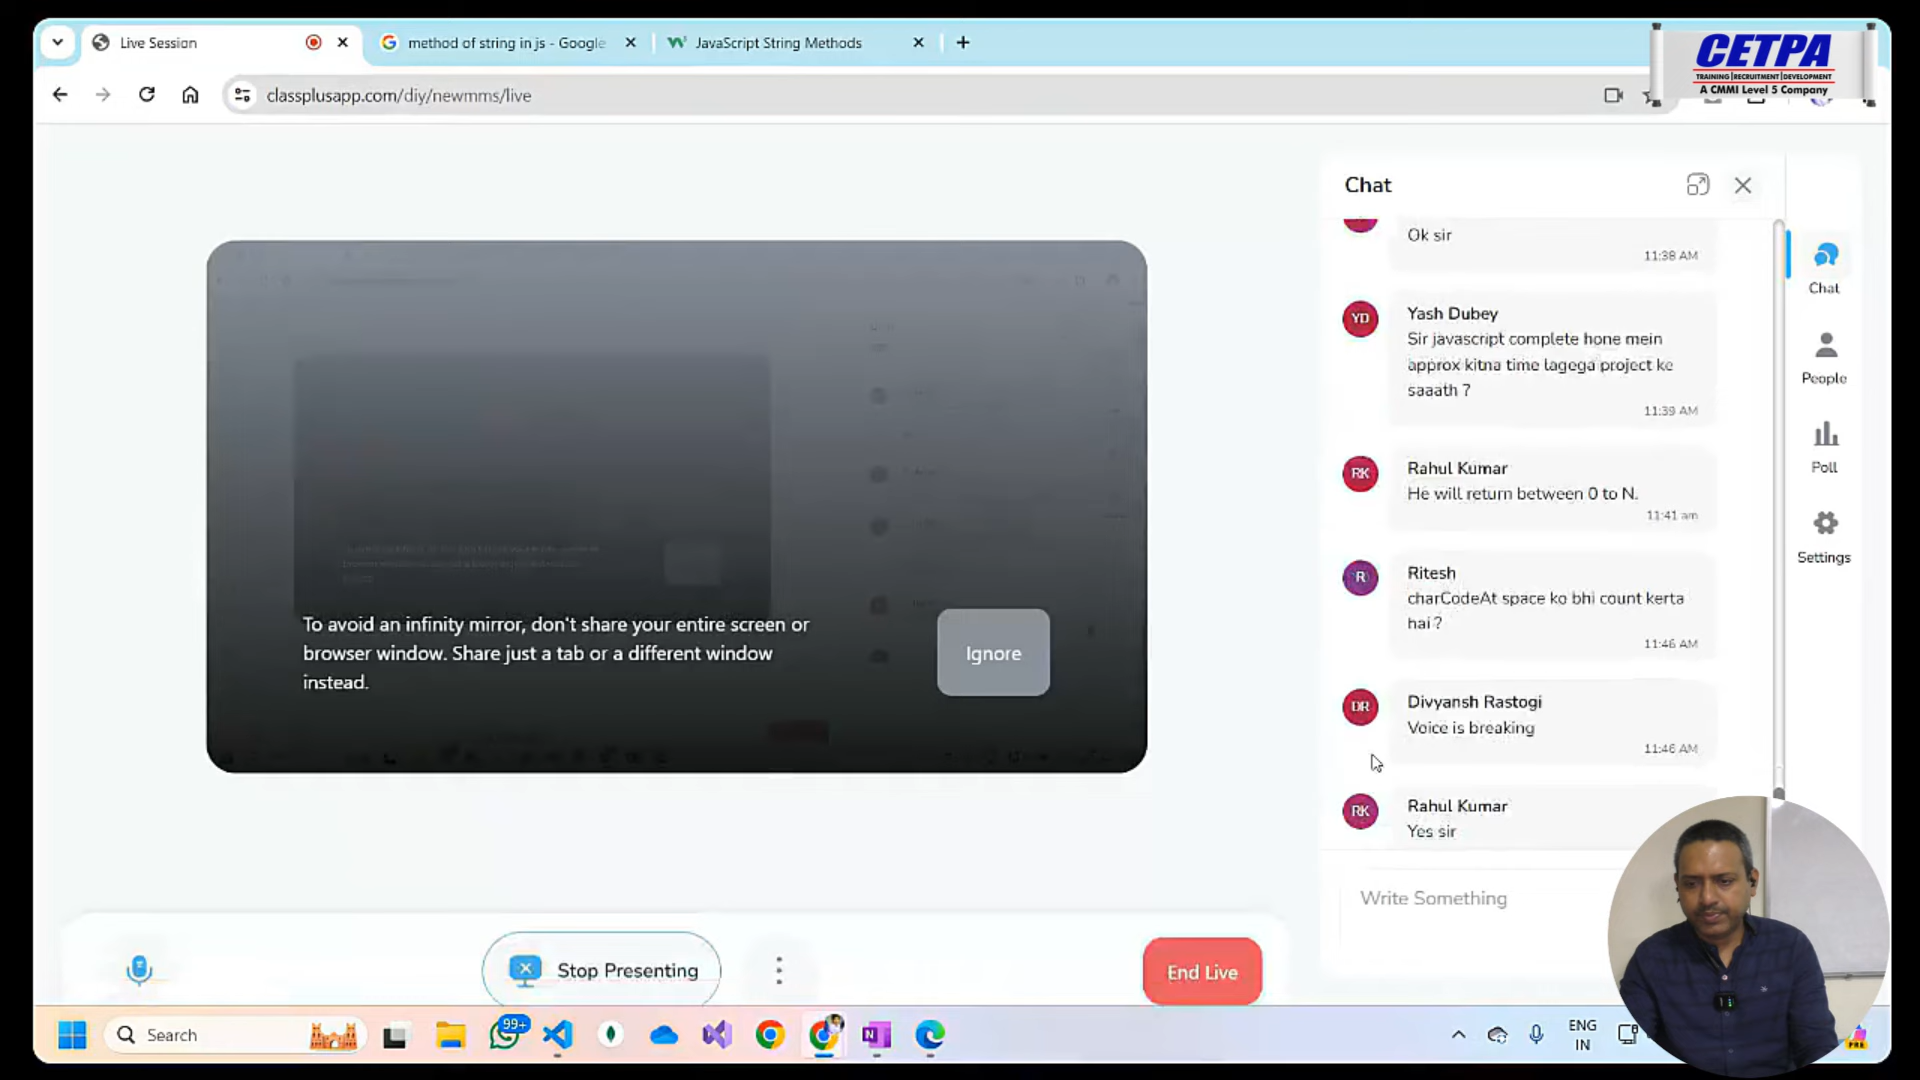 Live Session
method of string in js - Google
JavaScript String Methods
CETPA
TRAINING|RECRUITMENT|DEVELOPMENT
A CMMI Level 5 Company
classplusapp.com/diy/newmms/live
Chat
Ok sir
11:38 AM
Yash Dubey
YD
Sir javascript complete hone mein
approx kitna time lagega project ke
saaath ?
11:39 AM
Rahul Kumar
RK
He will return between 0 to N.
11:41 am
Ritesh
R
charCodeAt space ko bhi count kerta
hai ?
11:46 AM
Divyansh Rastogi
DR
Voice is breaking
11:46 AM
Rahul Kumar
RK
Yes sir
Write Something
Chat
People
Poll
Settings
To avoid an infinity mirror, don't share your entire screen or
browser window. Share just a tab or a different window
instead.
Ignore
Stop Presenting
End Live
Search
99+
ENG
IN
PRE